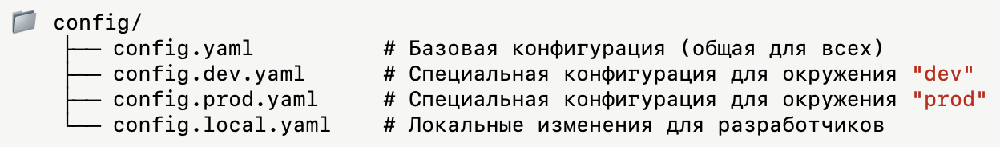 config/
├── config.yaml          # Базовая конфигурация (общая для всех)
├── config.dev.yaml      # Специальная конфигурация для окружения "dev"
├── config.prod.yaml     # Специальная конфигурация для окружения "prod"
└── config.local.yaml    # Локальные изменения для разработчиков